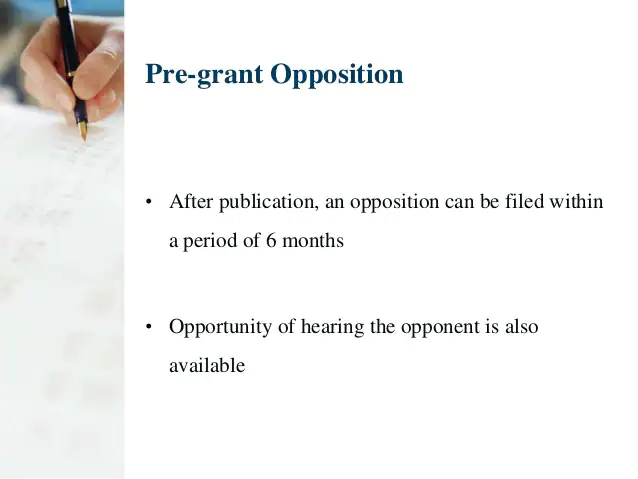 Pre-grant Opposition
• After publication, an opposition can be filed within
a period of 6 months
• Opportunity of hearing the opponent is also
available